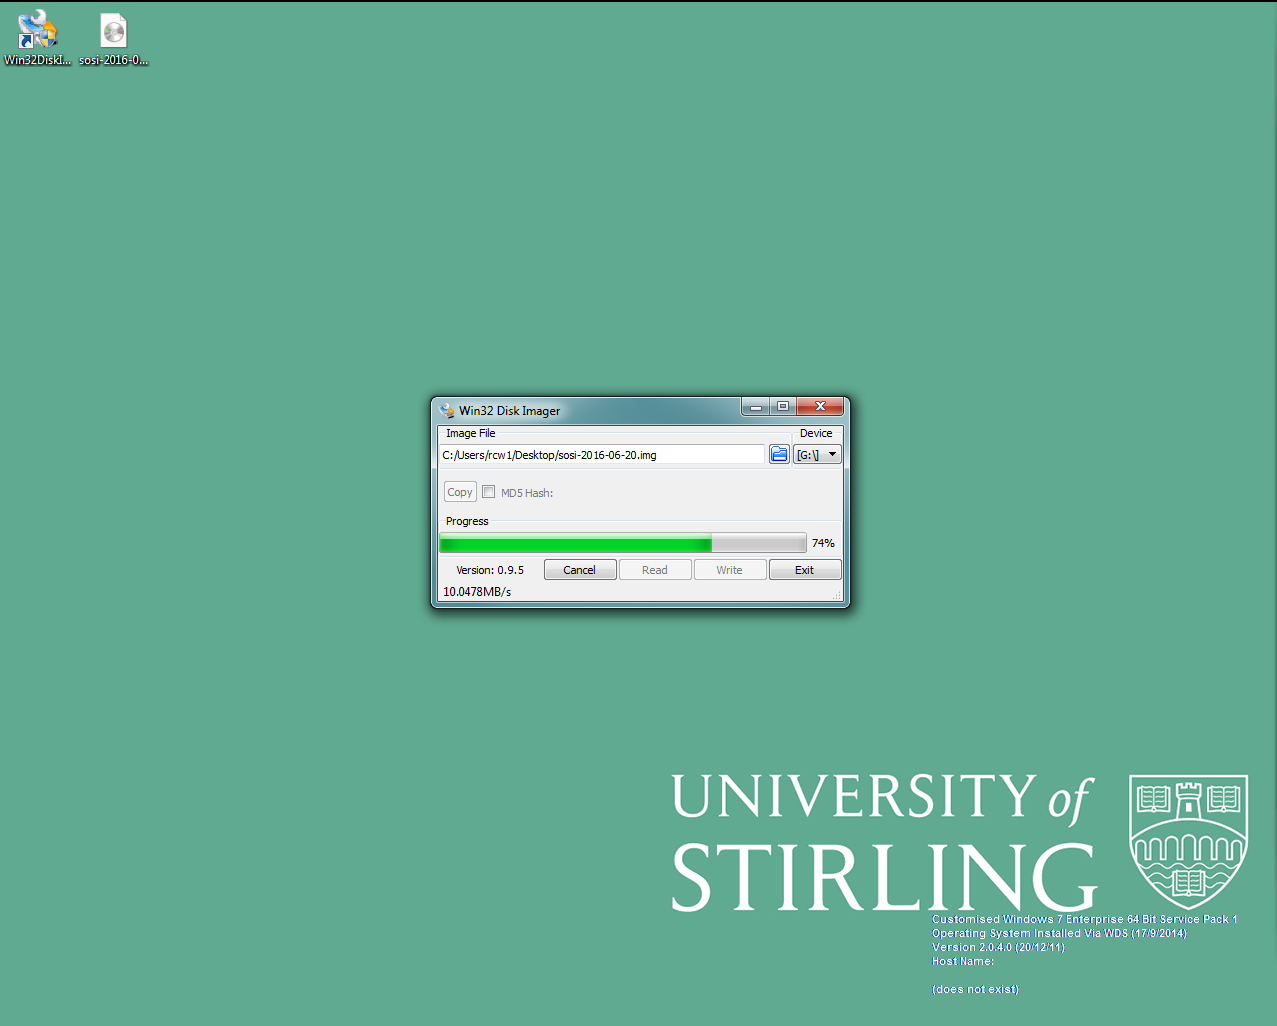 Win32DiskI... sosi-2016-0...
Win32 Disk Imager
Image File Device
C:/Users/rcw1/Desktop/sosi-2016-06-20.img [G:\]
Copy MD5 Hash:
Progress
74%
Version: 0.9.5 Cancel Read Write Exit
10.0478MB/s
UNIVERSITY of
STIRLING
Customised Windows 7 Enterprise 64 Bit Service Pack 1
Operating System Installed Via WDS (17/9/2014)
Version 2.0.4.0 (20/12/11)
Host Name:
(does not exist)